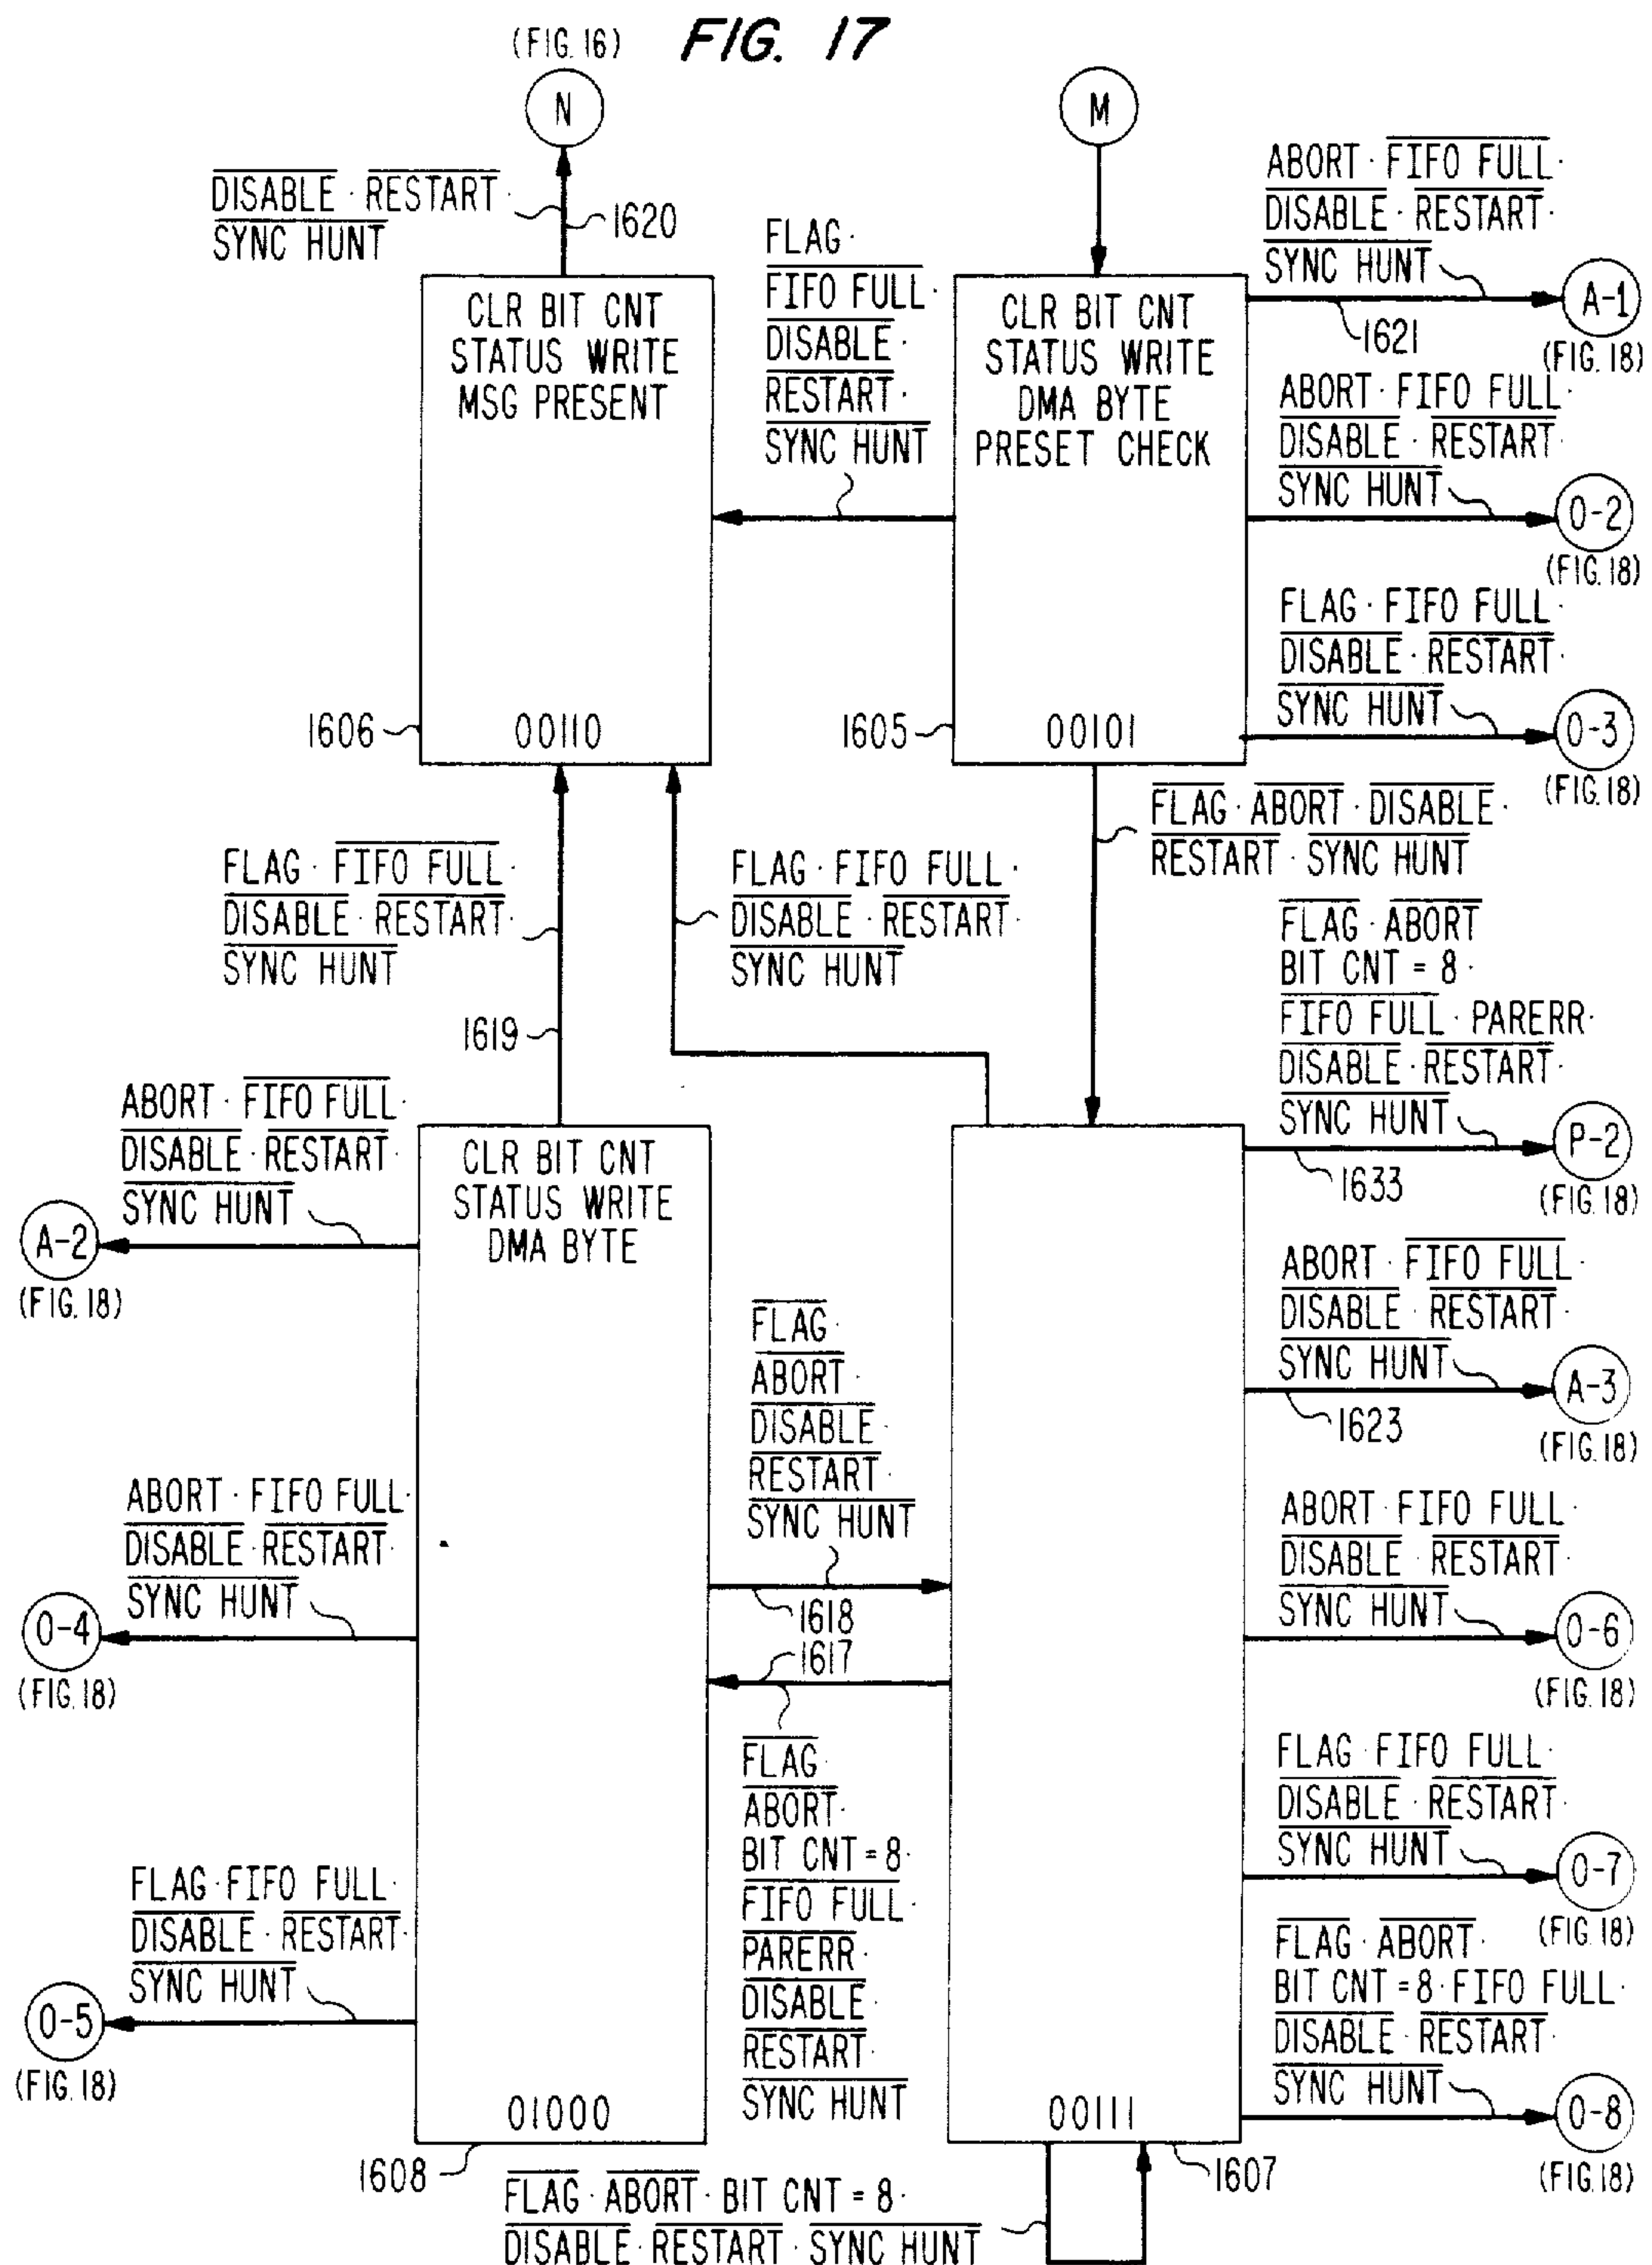 FIG. 17
(FIG. 16)
N
M
DISABLE · RESTART ·
SYNC HUNT
1620
FLAG ·
FIFO FULL ·
DISABLE ·
RESTART ·
SYNC HUNT
ABORT · FIFO FULL ·
DISABLE · RESTART ·
SYNC HUNT
1621
A-1
(FIG. 18)
CLR BIT CNT
STATUS WRITE
MSG PRESENT
00110
1606
CLR BIT CNT
STATUS WRITE
DMA BYTE
PRESET CHECK
00101
1605
ABORT · FIFO FULL ·
DISABLE · RESTART ·
SYNC HUNT
O-2
(FIG. 18)
FLAG · FIFO FULL ·
DISABLE · RESTART ·
SYNC HUNT
O-3
(FIG. 18)
FLAG · ABORT · DISABLE ·
RESTART · SYNC HUNT
FLAG · FIFO FULL ·
DISABLE · RESTART ·
SYNC HUNT
1619
FLAG · FIFO FULL ·
DISABLE · RESTART ·
SYNC HUNT
FLAG · ABORT
BIT CNT = 8 ·
FIFO FULL · PARERR ·
DISABLE · RESTART ·
SYNC HUNT
1633
P-2
(FIG. 18)
ABORT · FIFO FULL ·
DISABLE · RESTART ·
SYNC HUNT
A-2
(FIG. 18)
CLR BIT CNT
STATUS WRITE
DMA BYTE
ABORT · FIFO FULL ·
DISABLE · RESTART ·
SYNC HUNT
1623
A-3
(FIG. 18)
FLAG ·
ABORT ·
DISABLE ·
RESTART ·
SYNC HUNT
1618
1617
ABORT · FIFO FULL ·
DISABLE · RESTART ·
SYNC HUNT
O-4
(FIG. 18)
ABORT · FIFO FULL ·
DISABLE · RESTART ·
SYNC HUNT
O-6
(FIG. 18)
FLAG ·
ABORT ·
BIT CNT = 8 ·
FIFO FULL ·
PARERR ·
DISABLE ·
RESTART ·
SYNC HUNT
FLAG · FIFO FULL ·
DISABLE · RESTART ·
SYNC HUNT
O-7
(FIG. 18)
FLAG · FIFO FULL ·
DISABLE · RESTART ·
SYNC HUNT
O-5
(FIG. 18)
FLAG · ABORT ·
BIT CNT = 8 · FIFO FULL ·
DISABLE · RESTART ·
SYNC HUNT
O-8
(FIG. 18)
01000
1608
00111
1607
FLAG · ABORT · BIT CNT = 8 ·
DISABLE · RESTART · SYNC HUNT